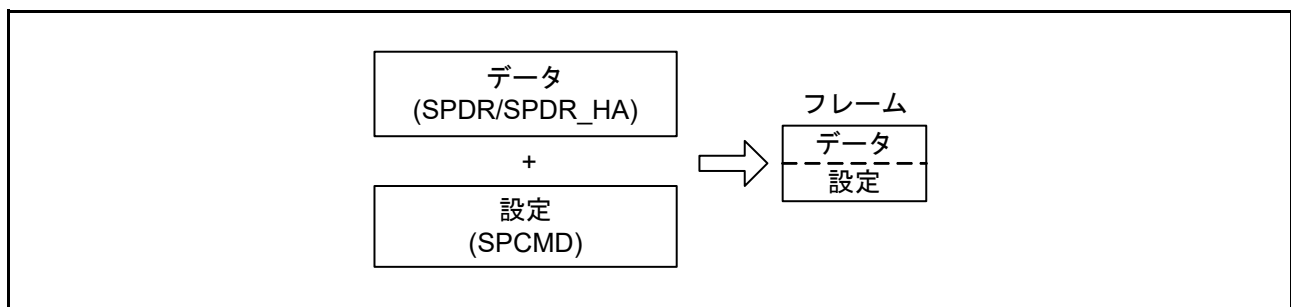 データ
(SPDR/SPDR_HA)
+
設定
(SPCMD)
フレーム
データ
設定